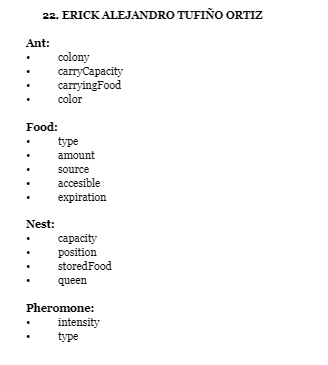 22. ERICK ALEJANDRO TUFIÑO ORTIZ
Ant:
• colony
• carryCapacity
• carryingFood
• color
Food:
• type
• amount
• source
• accesible
• expiration
Nest:
• capacity
• position
• storedFood
• queen
Pheromone:
• intensity
• type